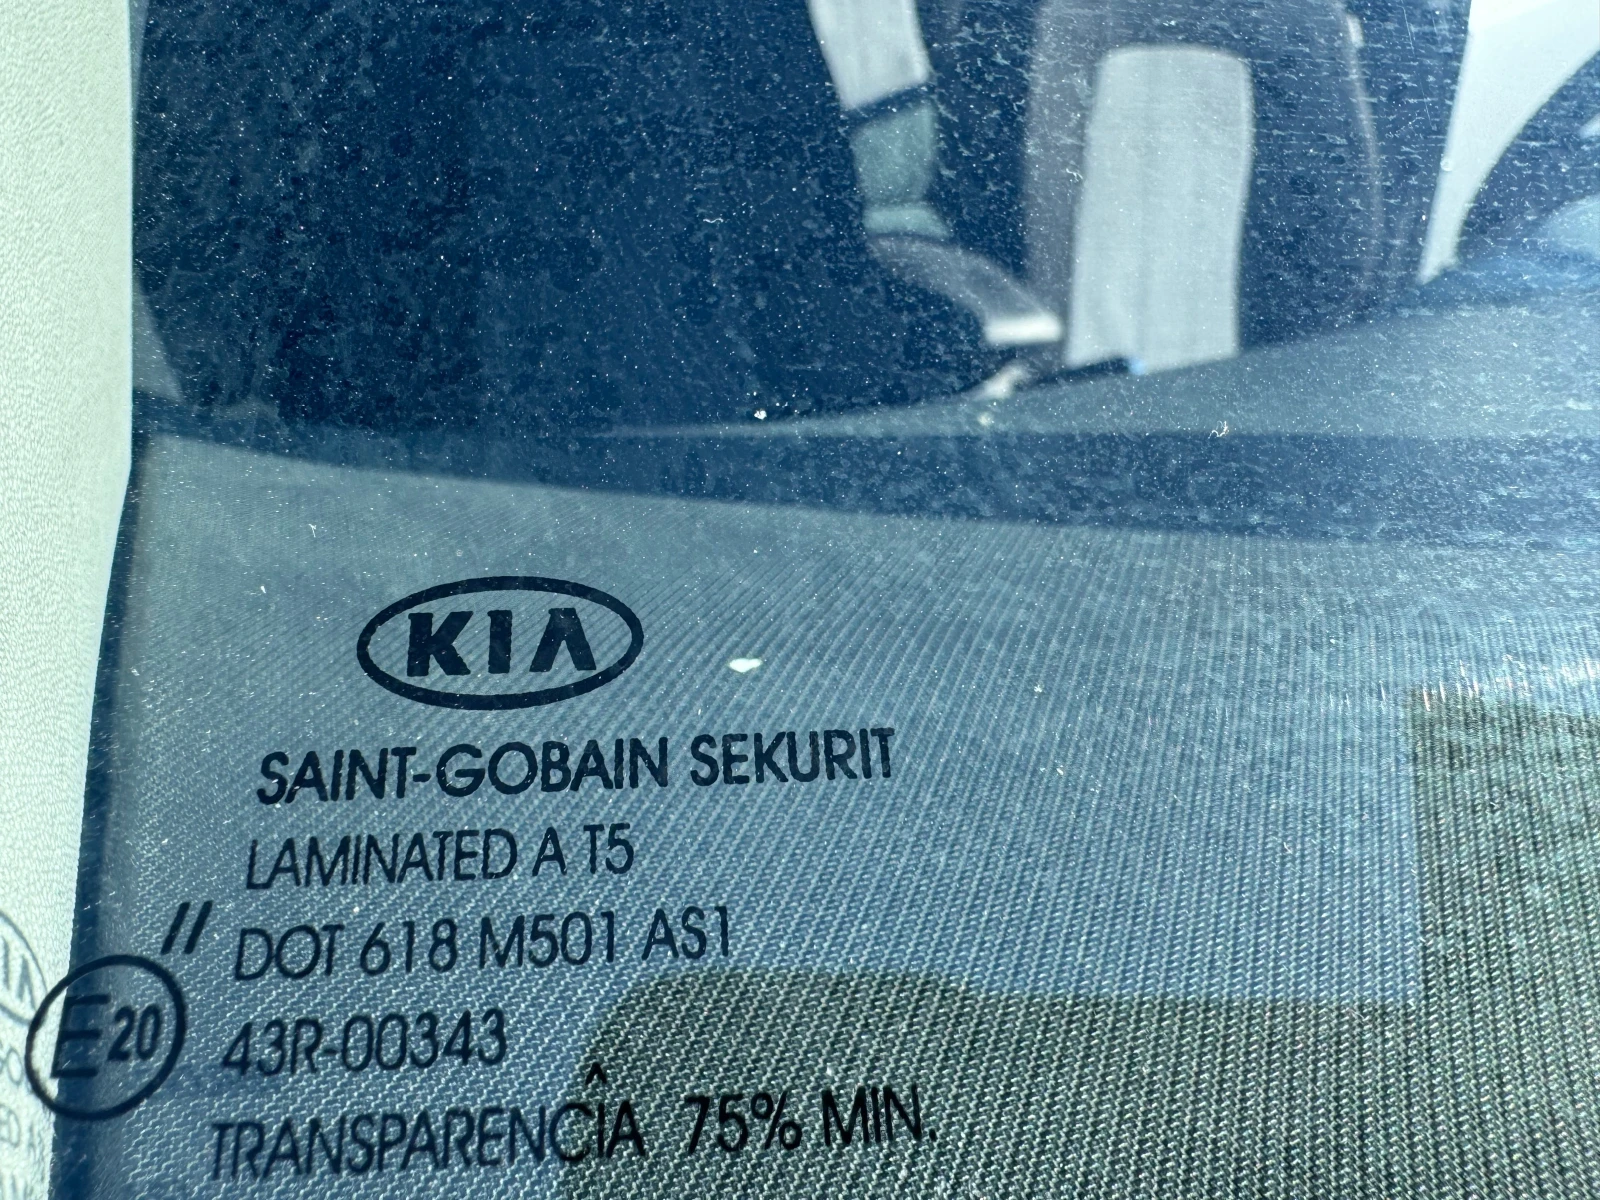 KIA
SAINT-GOBAIN SEKURIT
LAMINATED A T5
// DOT 618 M501 AS1
E20 43R-00343
TRANSPARENCÎA 75% MIN.